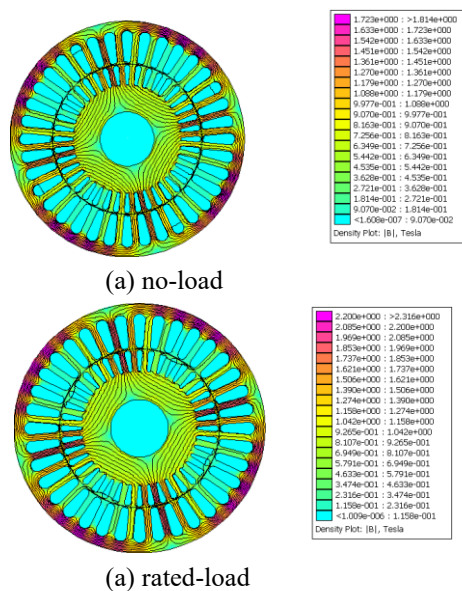 1.723e+000 : >1.814e+000
1.633e+000 : 1.723e+000
1.542e+000 : 1.633e+000
1.451e+000 : 1.542e+000
1.361e+000 : 1.451e+000
1.270e+000 : 1.361e+000
1.179e+000 : 1.270e+000
1.088e+000 : 1.179e+000
9.977e-001 : 1.088e+000
9.070e-001 : 9.977e-001
8.163e-001 : 9.070e-001
7.256e-001 : 8.163e-001
6.349e-001 : 7.256e-001
5.442e-001 : 6.349e-001
4.535e-001 : 5.442e-001
3.628e-001 : 4.535e-001
2.721e-001 : 3.628e-001
1.814e-001 : 2.721e-001
9.070e-002 : 1.814e-001
<1.608e-007 : 9.070e-002
Density Plot: |B|, Tesla
(a) no-load
2.200e+000 : >2.316e+000
2.085e+000 : 2.200e+000
1.969e+000 : 2.085e+000
1.853e+000 : 1.969e+000
1.737e+000 : 1.853e+000
1.621e+000 : 1.737e+000
1.506e+000 : 1.621e+000
1.390e+000 : 1.506e+000
1.274e+000 : 1.390e+000
1.158e+000 : 1.274e+000
1.042e+000 : 1.158e+000
9.265e-001 : 1.042e+000
8.107e-001 : 9.265e-001
6.949e-001 : 8.107e-001
5.791e-001 : 6.949e-001
4.633e-001 : 5.791e-001
3.474e-001 : 4.633e-001
2.316e-001 : 3.474e-001
1.158e-001 : 2.316e-001
<1.009e-006 : 1.158e-001
Density Plot: |B|, Tesla
(a) rated-load